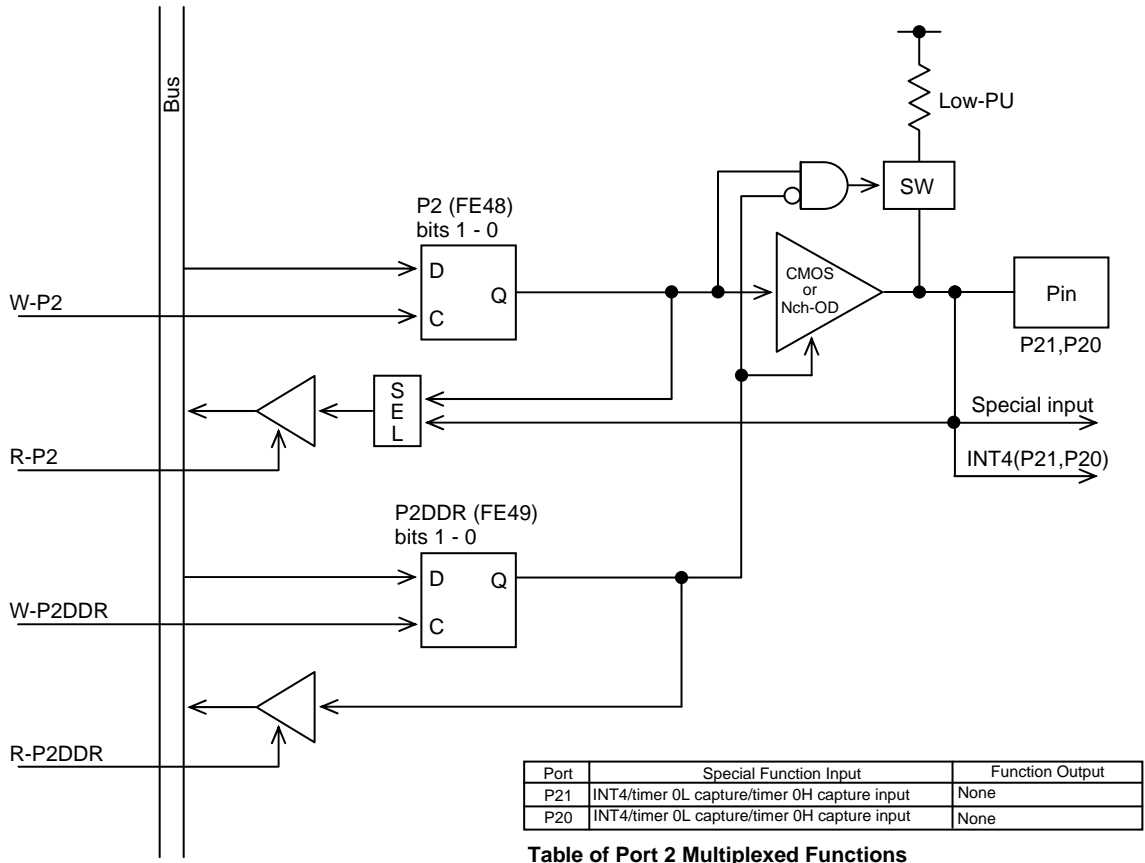 Bus
Low-PU
SW
P2 (FE48)
bits 1 - 0
D
Q
C
W-P2
CMOS
or
Nch-OD
Pin
P21,P20
S
E
L
Special input
R-P2
INT4(P21,P20)
P2DDR (FE49)
bits 1 - 0
D
Q
C
W-P2DDR
R-P2DDR
Port Special Function Input Function Output
P21 INT4/timer 0L capture/timer 0H capture input None
P20 INT4/timer 0L capture/timer 0H capture input None
Table of Port 2 Multiplexed Functions